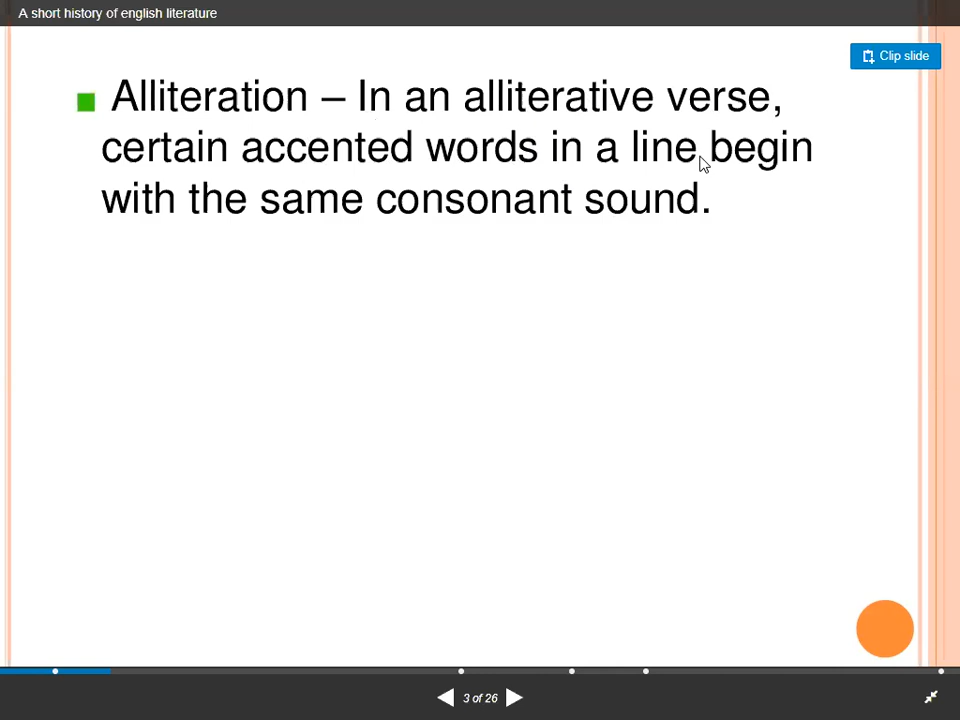 A short history of english literature
Clip slide
Alliteration – In an alliterative verse,
certain accented words in a line begin
with the same consonant sound.
3 of 26